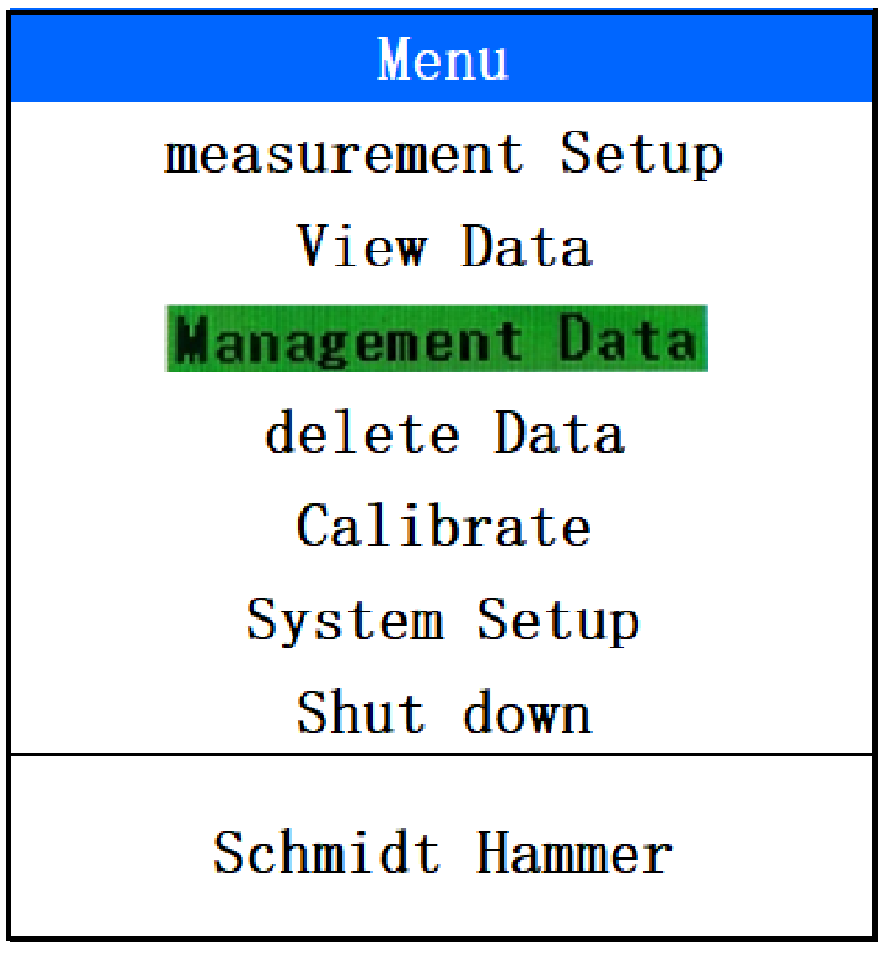 Menu
measurement Setup
View Data
Management Data
delete Data
Calibrate
System Setup
Shut down
Schmidt Hammer